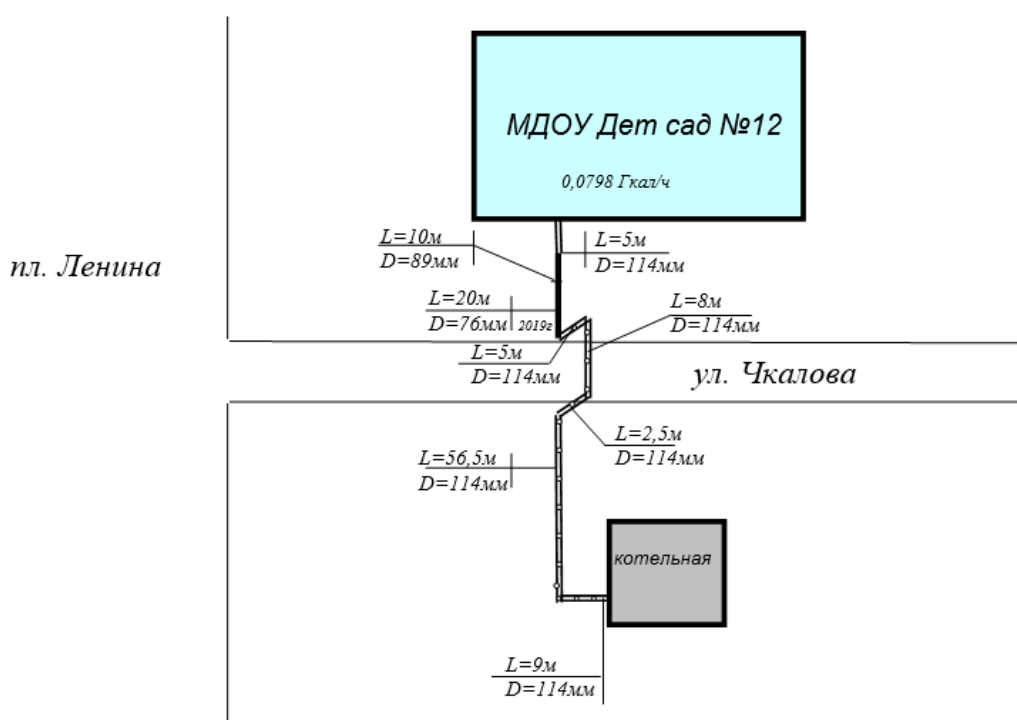 МДОУ Дет сад №12
0,0798 Гкал/ч
L=10м
D=89мм
L=5м
D=114мм
пл. Ленина
L=20м
D=76мм 2019г
L=8м
D=114мм
L=5м
D=114мм
ул. Чкалова
L=2,5м
D=114мм
L=56,5м
D=114мм
котельная
L=9м
D=114мм